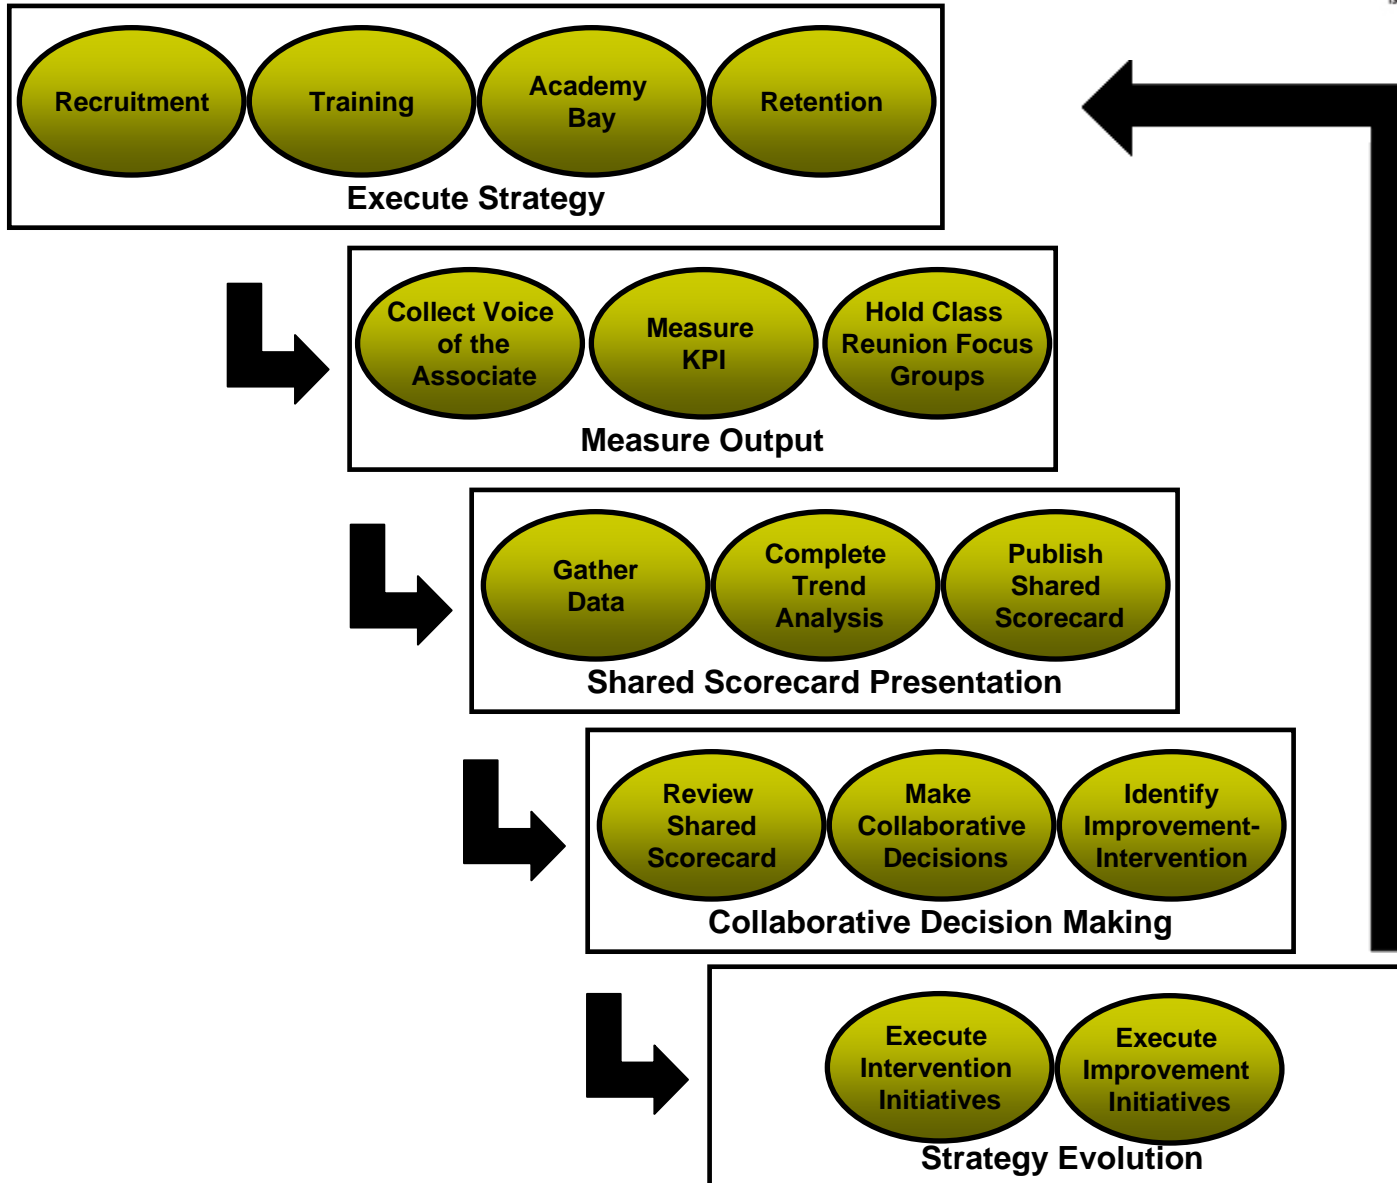 Recruitment
Training
Academy
Bay
Retention
Execute Strategy
Collect Voice
of the
Associate
Measure
KPI
Hold Class
Reunion Focus
Groups
Measure Output
Gather
Data
Complete
Trend
Analysis
Publish
Shared
Scorecard
Shared Scorecard Presentation
Review
Shared
Scorecard
Make
Collaborative
Decisions
Identify
Improvement-
Intervention
Collaborative Decision Making
Execute
Intervention
Initiatives
Execute
Improvement
Initiatives
Strategy Evolution